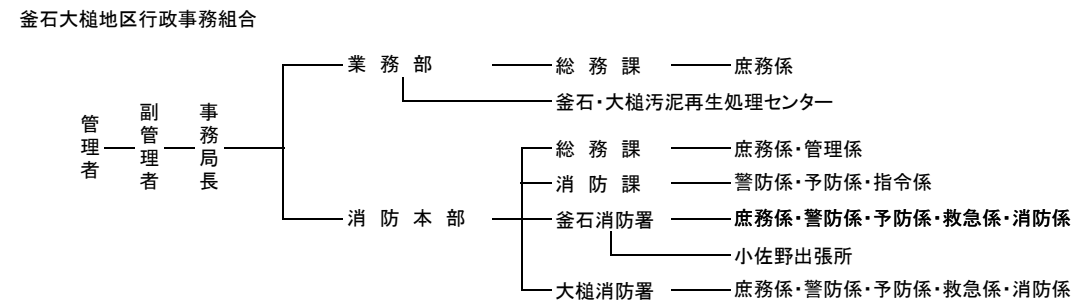 釜石大槌地区行政事務組合
管理者
副管理者
事務局長
業務部
総務課
庶務係
釜石・大槌汚泥再生処理センター
消防本部
総務課
庶務係・管理係
消防課
警防係・予防係・指令係
釜石消防署
庶務係・警防係・予防係・救急係・消防係
小佐野出張所
大槌消防署
庶務係・警防係・予防係・救急係・消防係